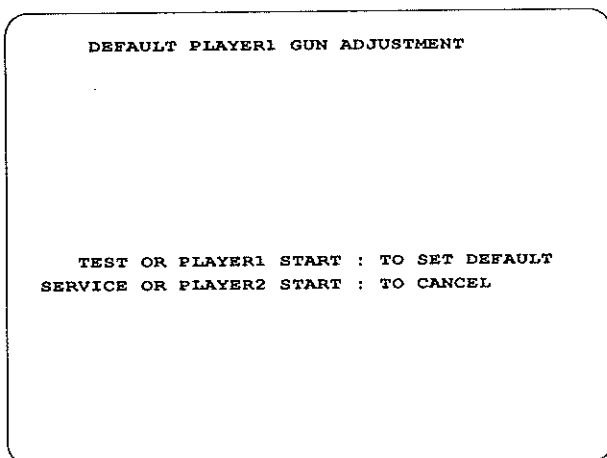 DEFAULT PLAYER1 GUN ADJUSTMENT
TEST OR PLAYER1 START : TO SET DEFAULT
SERVICE OR PLAYER2 START : TO CANCEL